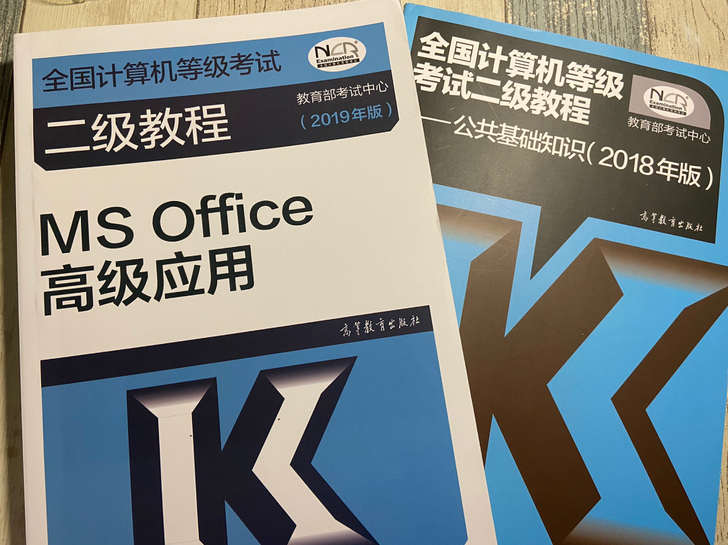 全国计算机等级考试
NCR
Examination
教育部考试中心
二级教程
(2019年版)
MS Office
高级应用
高等教育出版社
全国计算机等级
考试二级教程
NCR
Examination
教育部考试中心
——公共基础知识(2018年版)
高等教育出版社